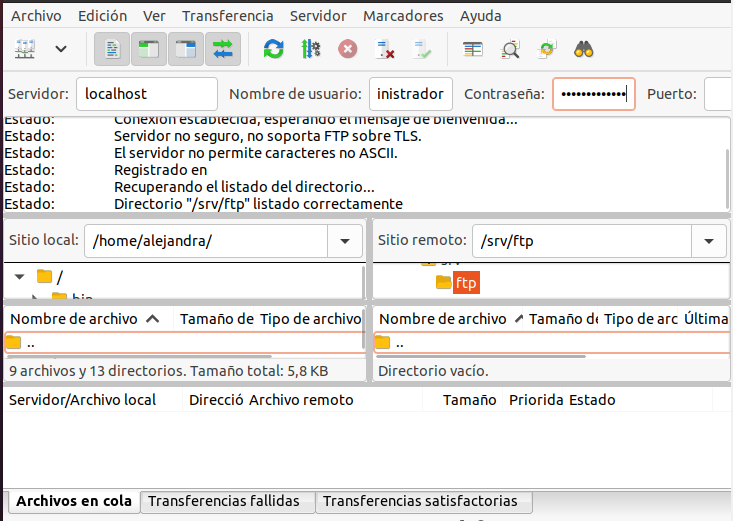 Archivo Edición Ver Transferencia Servidor Marcadores Ayuda
Servidor: localhost Nombre de usuario: inistrador Contraseña: ••••••••••••• Puerto:
Estado: Conexión establecida, esperando el mensaje de bienvenida...
Estado: Servidor no seguro, no soporta FTP sobre TLS.
Estado: El servidor no permite caracteres no ASCII.
Estado: Registrado en
Estado: Recuperando el listado del directorio...
Estado: Directorio "/srv/ftp" listado correctamente
Sitio local: /home/alejandra/
Sitio remoto: /srv/ftp
/
bin
srv
ftp
Nombre de archivo Tamaño de Tipo de archivo
..
9 archivos y 13 directorios. Tamaño total: 5,8 KB
Nombre de archivo Tamaño de Tipo de arc Última
..
Directorio vacío.
Servidor/Archivo local Direcció Archivo remoto Tamaño Priorida Estado
Archivos en cola Transferencias fallidas Transferencias satisfactorias